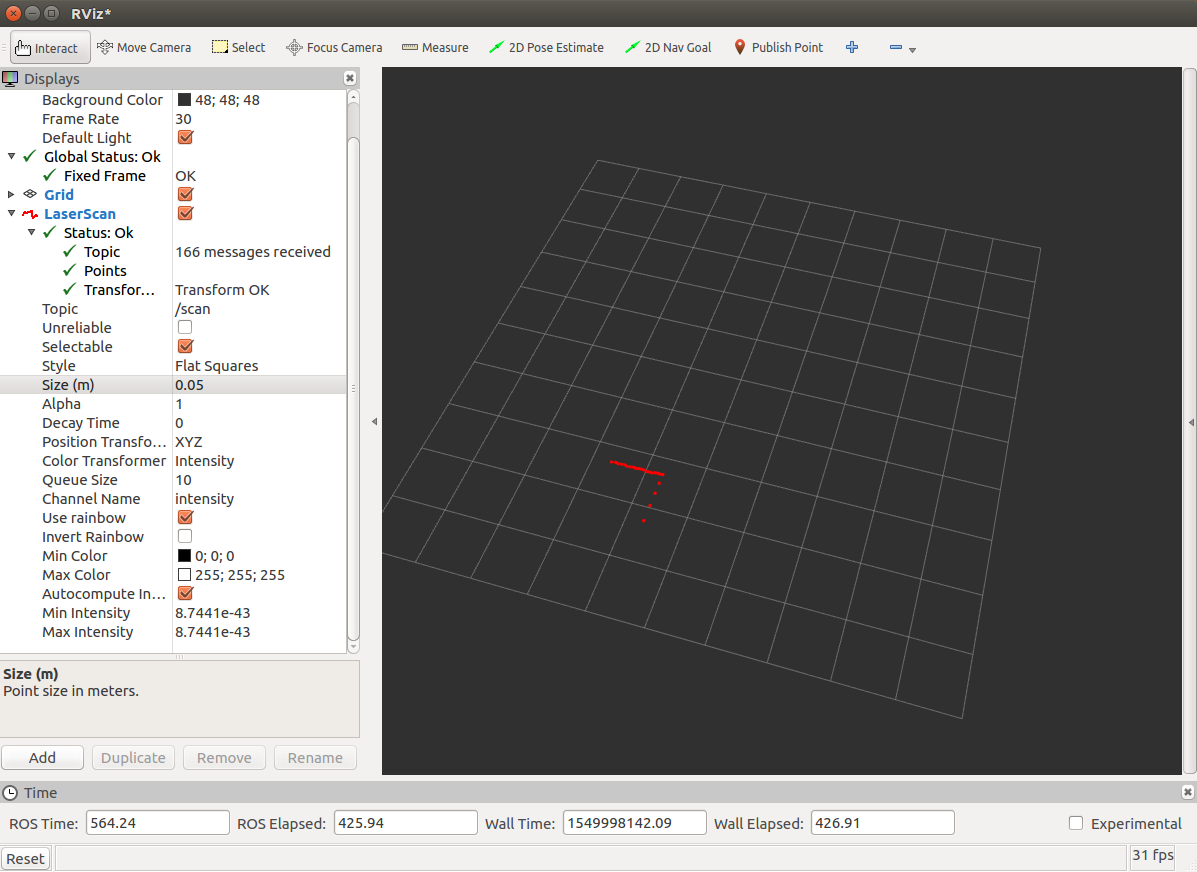 RViz*
Interact Move Camera Select Focus Camera Measure 2D Pose Estimate 2D Nav Goal Publish Point
Displays
Background Color 48; 48; 48
Frame Rate 30
Default Light
Global Status: Ok
Fixed Frame OK
Grid
LaserScan
Status: Ok
Topic 166 messages received
Points
Transfor... Transform OK
Topic /scan
Unreliable
Selectable
Style Flat Squares
Size (m) 0.05
Alpha 1
Decay Time 0
Position Transfo... XYZ
Color Transformer Intensity
Queue Size 10
Channel Name intensity
Use rainbow
Invert Rainbow
Min Color 0; 0; 0
Max Color 255; 255; 255
Autocompute In...
Min Intensity 8.7441e-43
Max Intensity 8.7441e-43
Size (m)
Point size in meters.
Add Duplicate Remove Rename
Time
ROS Time: 564.24 ROS Elapsed: 425.94 Wall Time: 1549998142.09 Wall Elapsed: 426.91 Experimental
Reset 31 fps